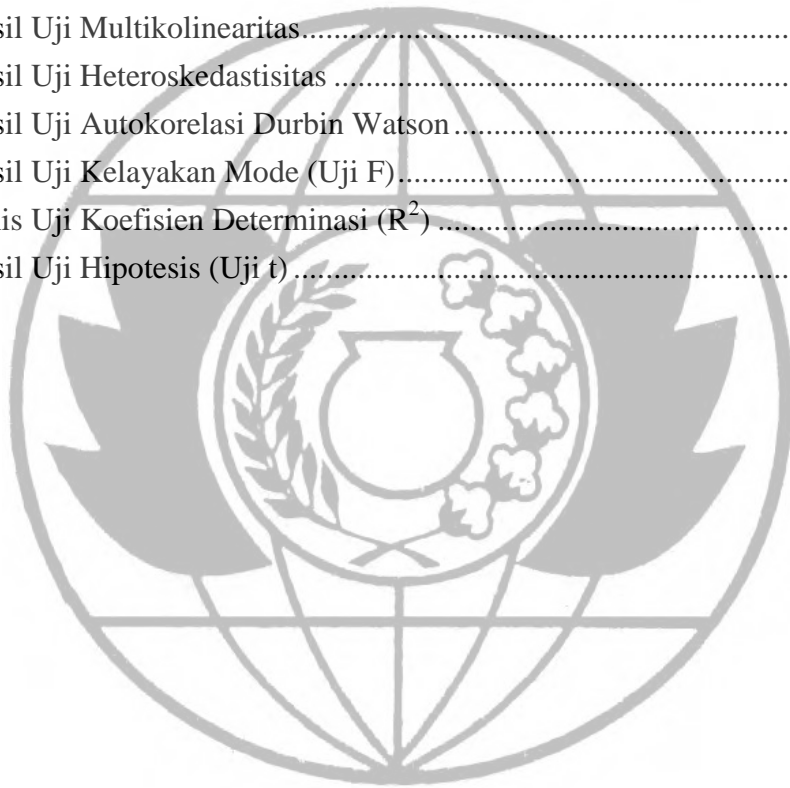 sil Uji Multikolinearitas....................................................................
sil Uji Heteroskedastisitas ................................................................
sil Uji Autokorelasi Durbin Watson............................................
sil Uji Kelayakan Mode (Uji F)......................................................
is Uji Koefisien Determinasi (R²) .................................................
sil Uji Hipotesis (Uji t) .....................................................................